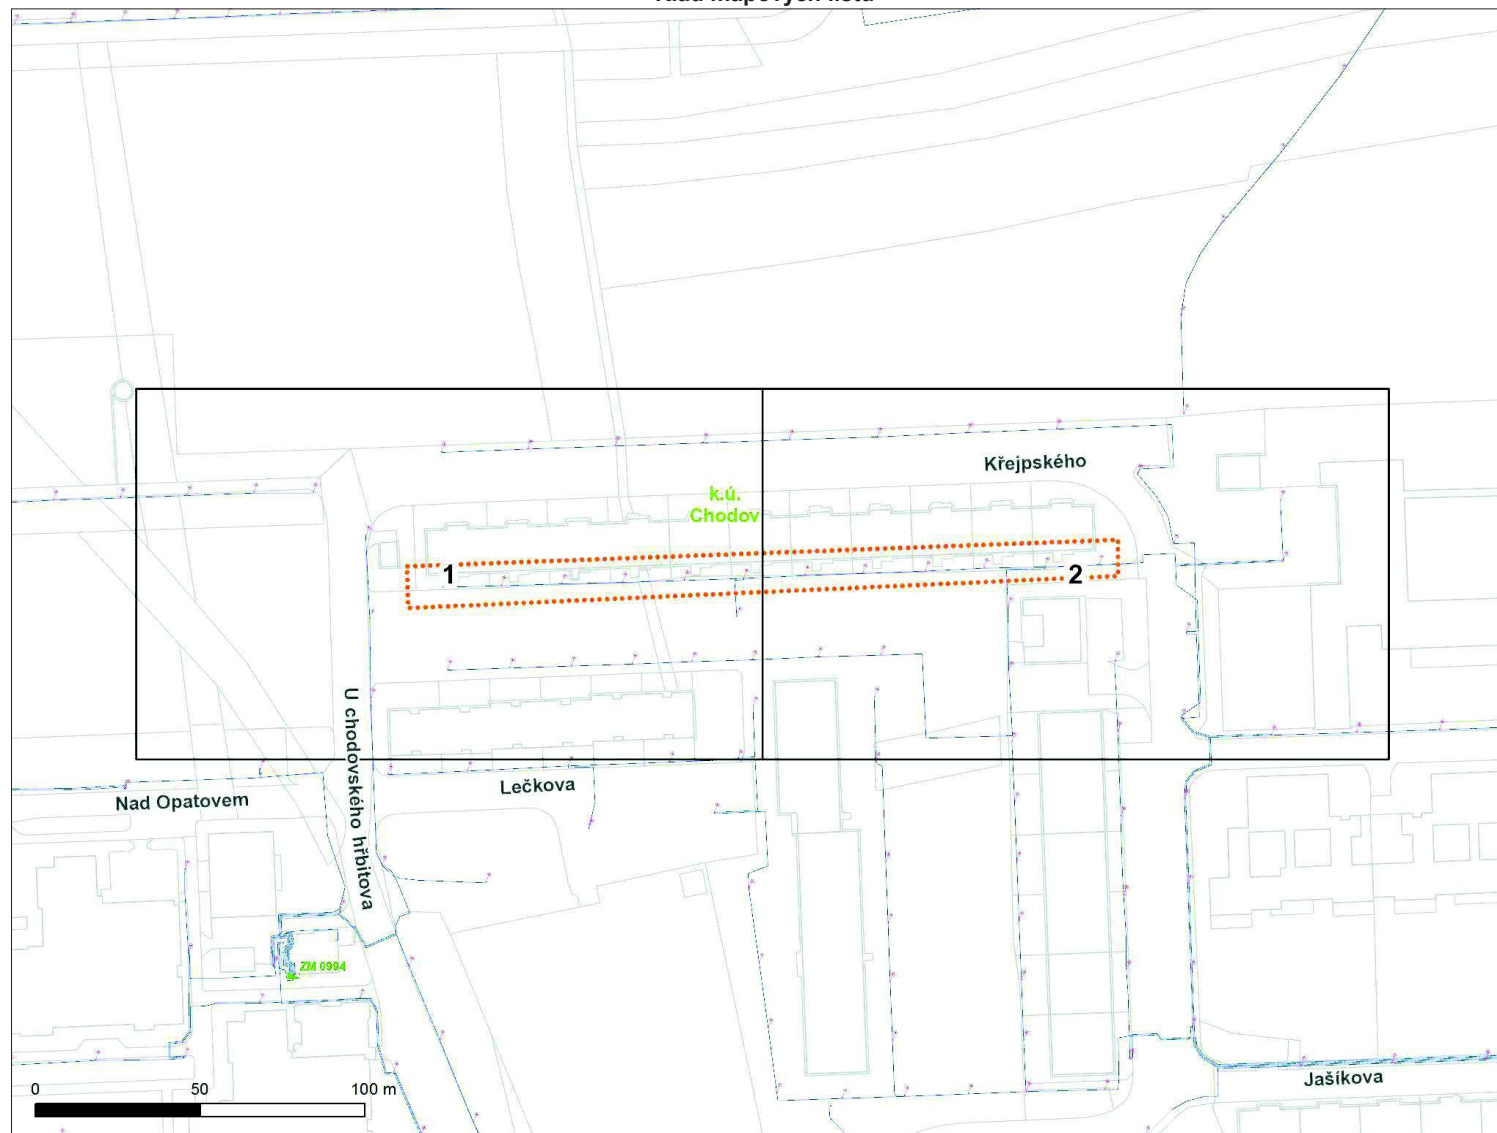 Křejpského
k.ú.
Chodov
1
2
U chodovského hřbitova
Lečkova
Nad Opatovem
ZM 0994
0 50 100 m
Jašíkova